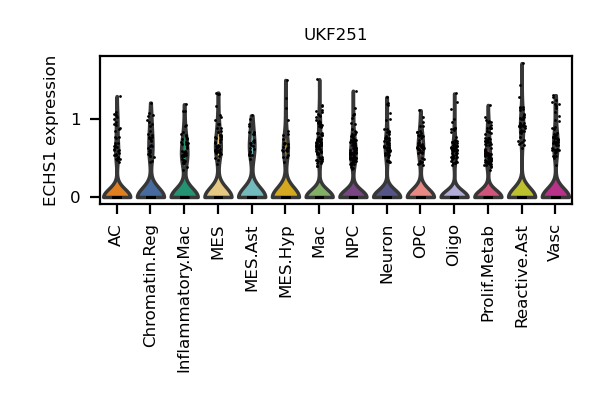 UKF251
ECHS1 expression
1
0
AC
Chromatin.Reg
Inflammatory.Mac
MES
MES.Ast
MES.Hyp
Mac
NPC
Neuron
OPC
Oligo
Prolif.Metab
Reactive.Ast
Vasc